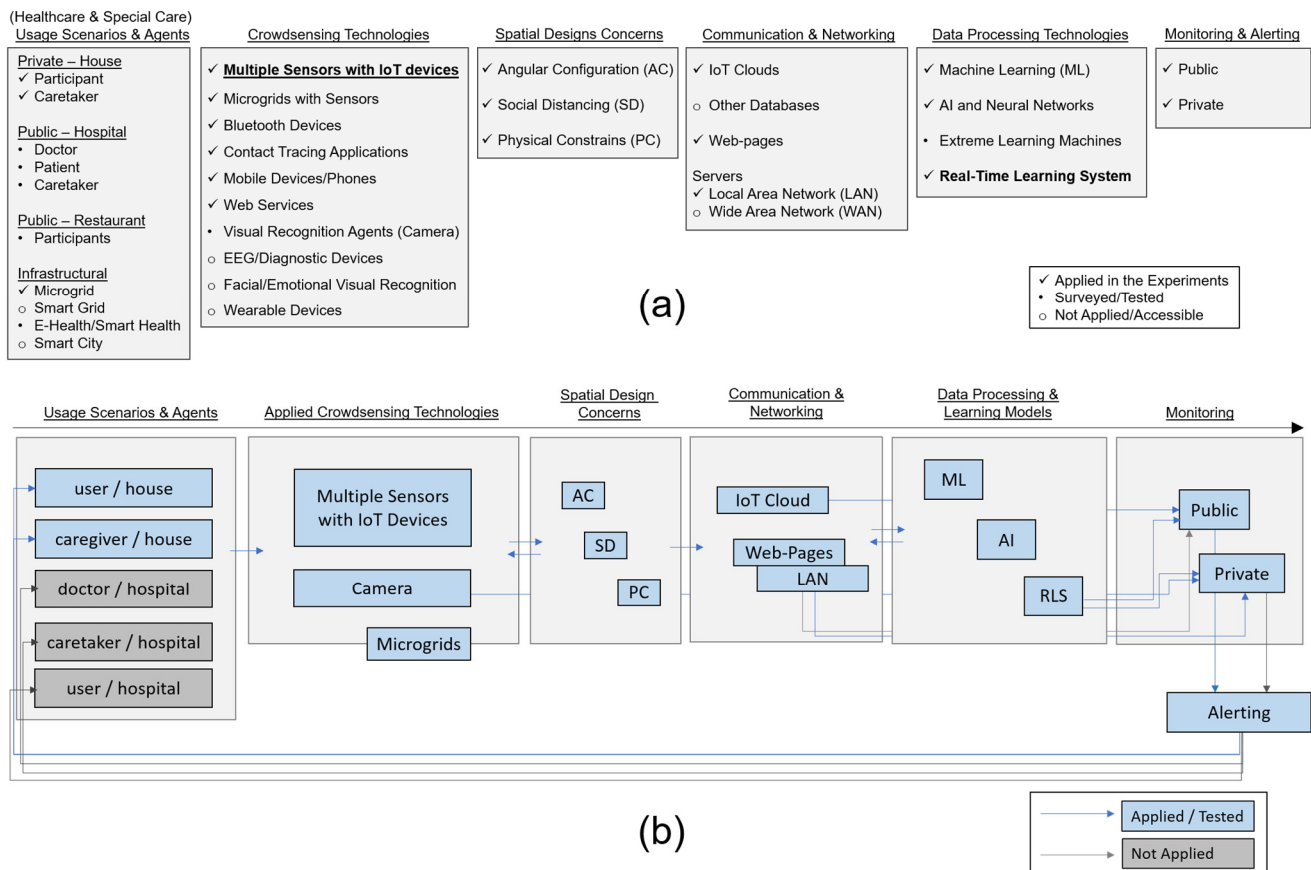 (Healthcare & Special Care)
Usage Scenarios & Agents
Private – House
✓ Participant
✓ Caretaker
Public – Hospital
• Doctor
• Patient
• Caretaker
Public – Restaurant
• Participants
Infrastructural
✓ Microgrid
o Smart Grid
• E-Health/Smart Health
o Smart City
Crowdsensing Technologies
✓ Multiple Sensors with IoT devices
✓ Microgrids with Sensors
✓ Bluetooth Devices
✓ Contact Tracing Applications
✓ Mobile Devices/Phones
✓ Web Services
• Visual Recognition Agents (Camera)
o EEG/Diagnostic Devices
o Facial/Emotional Visual Recognition
o Wearable Devices
Spatial Designs Concerns
✓ Angular Configuration (AC)
✓ Social Distancing (SD)
✓ Physical Constrains (PC)
Communication & Networking
✓ IoT Clouds
o Other Databases
✓ Web-pages
Servers
✓ Local Area Network (LAN)
o Wide Area Network (WAN)
Data Processing Technologies
✓ Machine Learning (ML)
✓ AI and Neural Networks
• Extreme Learning Machines
✓ Real-Time Learning System
Monitoring & Alerting
✓ Public
✓ Private
✓ Applied in the Experiments
• Surveyed/Tested
o Not Applied/Accessible
(a)
Usage Scenarios & Agents
user / house
caregiver / house
doctor / hospital
caretaker / hospital
user / hospital
Applied Crowdsensing Technologies
Multiple Sensors
with IoT Devices
Camera
Microgrids
Spatial Design
Concerns
AC
SD
PC
Communication &
Networking
IoT Cloud
Web-Pages
LAN
Data Processing &
Learning Models
ML
AI
RLS
Monitoring
Public
Private
Alerting
(b)
Applied / Tested
Not Applied